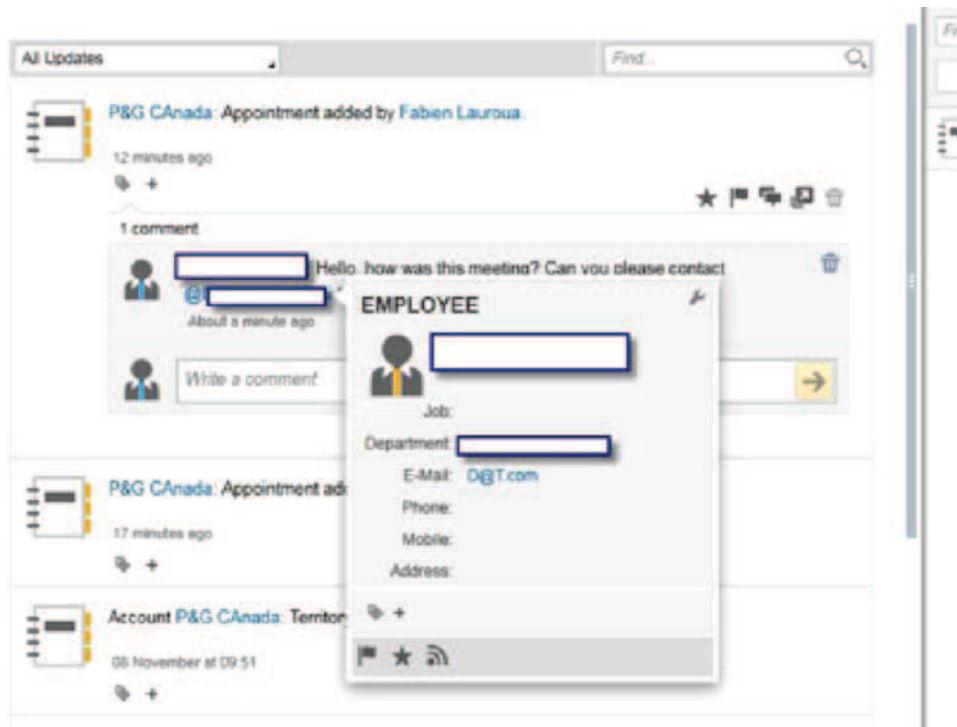 All Updates
Find...
P&G CAnada: Appointment added by Fabien Lauroua.
12 minutes ago
1 comment
Hello, how was this meeting? Can you please contact
@
About a minute ago
Write a comment
EMPLOYEE
Job:
Department:
E-Mail: D@T.com
Phone:
Mobile:
Address:
P&G CAnada: Appointment ad
17 minutes ago
Account P&G CAnada: Territor
08 November at 09:51